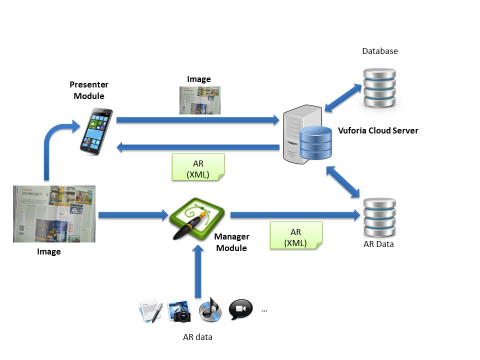 Database
Image
Presenter
Module
Vuforia Cloud Server
AR
(XML)
Manager
Module
AR
(XML)
AR Data
Image
...
AR data